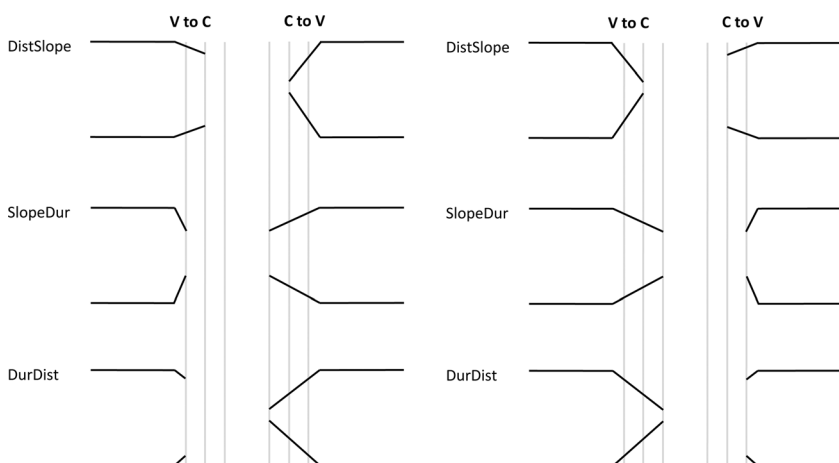 V to C C to V V to C C to V
DistSlope DistSlope
SlopeDur SlopeDur
DurDist DurDist